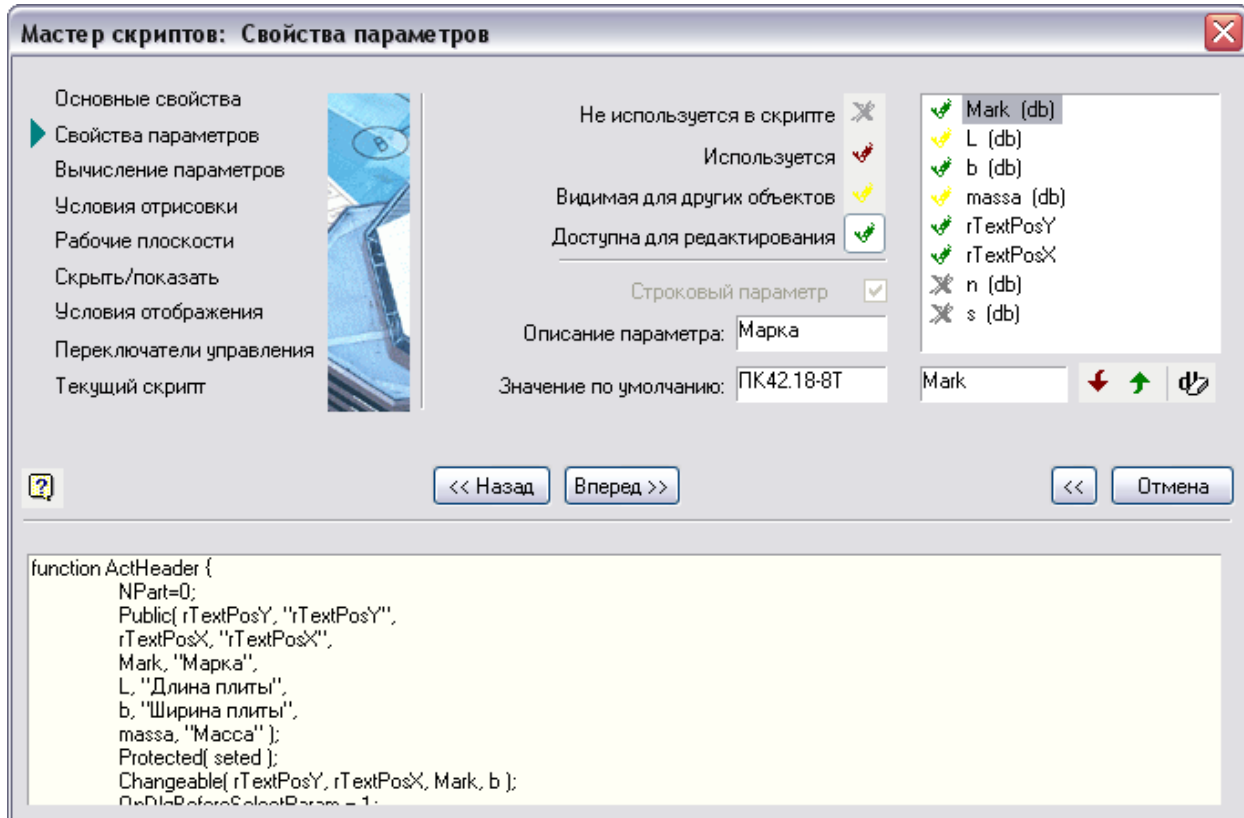 Мастер скриптов: Свойства параметров
Основные свойства
Свойства параметров
Вычисление параметров
Условия отрисовки
Рабочие плоскости
Скрыть/показать
Условия отображения
Переключатели управления
Текущий скрипт
B
Не используется в скрипте
Используется
Видимая для других объектов
Доступна для редактирования
Строковый параметр
Описание параметра: Марка
Значение по умолчанию: ПК42.18-8Т
Mark (db)
L (db)
b (db)
massa (db)
rTextPosY
rTextPosX
n (db)
s (db)
Mark
<< Назад
Вперед >>
<<
Отмена
function ActHeader {
NPart=0;
Public( rTextPosY, "rTextPosY",
rTextPosX, "rTextPosX",
Mark, "Марка",
L, "Длина плиты",
b, "Ширина плиты",
massa, "Масса" );
Protected( seted );
Changeable( rTextPosY, rTextPosX, Mark, b );
OnDlgBeforeSelectParam = 1;